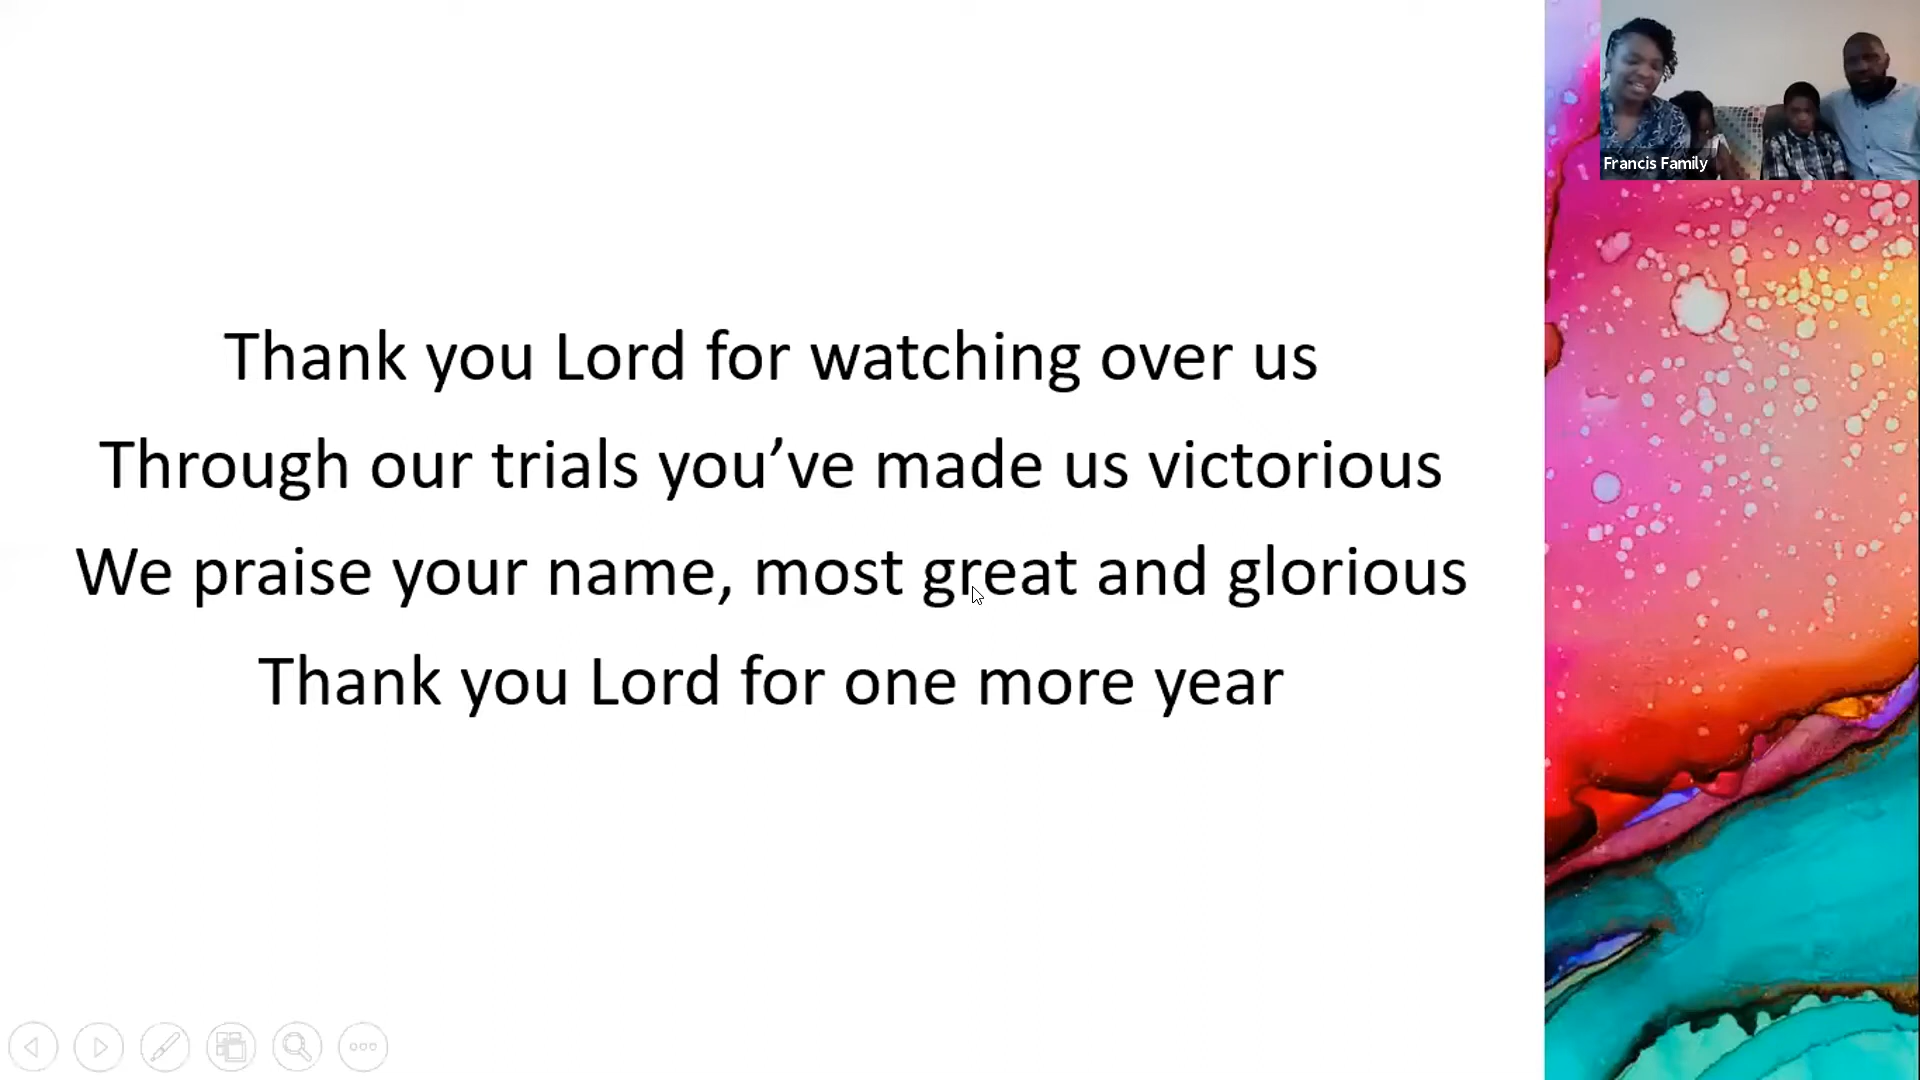 Francis Family
Thank you Lord for watching over us
Through our trials you’ve made us victorious
We praise your name, most great and glorious
Thank you Lord for one more year